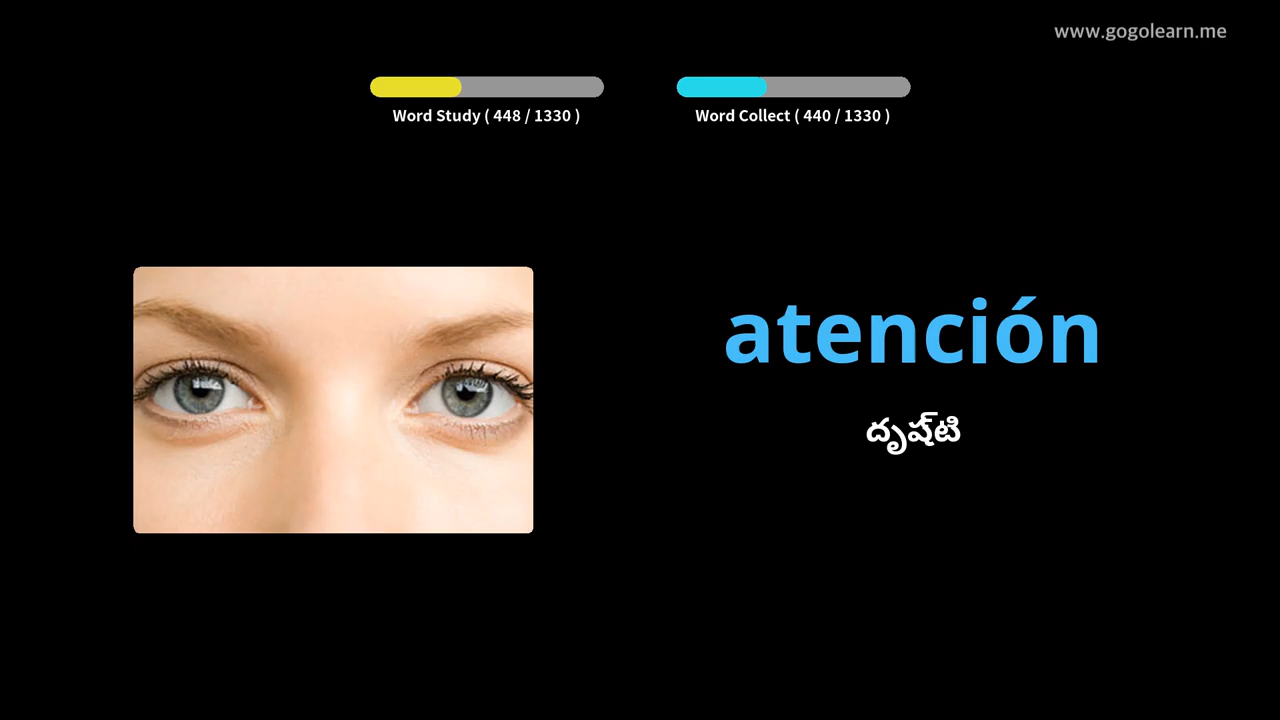 www.gogolearn.me
Word Study ( 448 / 1330 )
Word Collect ( 440 / 1330 )
atención
దృష్టి